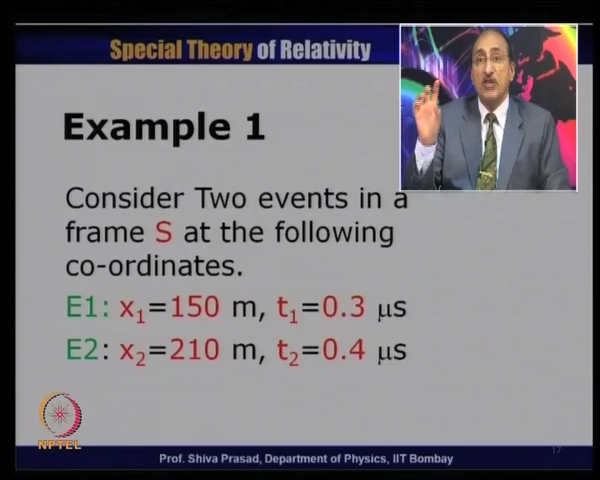 Special Theory of Relativity
Example 1
Consider Two events in a
frame S at the following
co-ordinates.
E1: x₁=150 m, t₁=0.3 μs
E2: x₂=210 m, t₂=0.4 μs
NPTEL
17
Prof. Shiva Prasad, Department of Physics, IIT Bombay